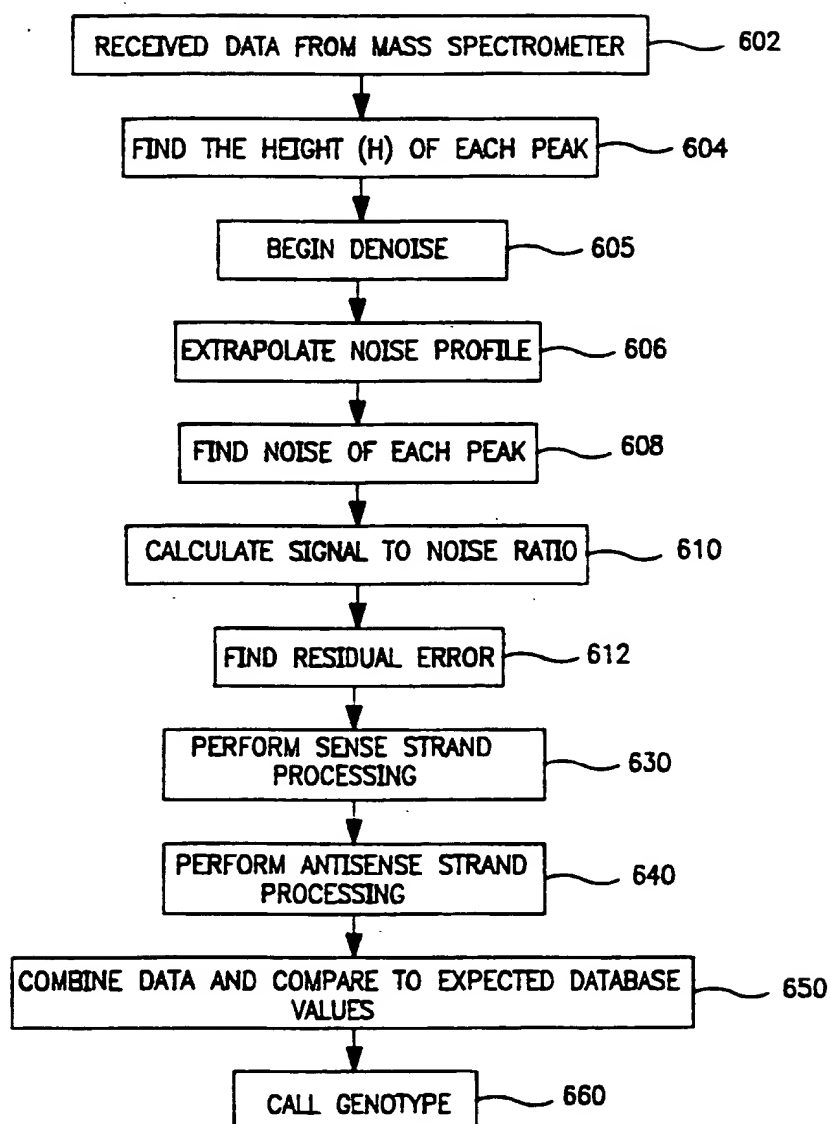 RECEIVED DATA FROM MASS SPECTROMETER 602
FIND THE HEIGHT (H) OF EACH PEAK 604
BEGIN DENOISE 605
EXTRAPOLATE NOISE PROFILE 606
FIND NOISE OF EACH PEAK 608
CALCULATE SIGNAL TO NOISE RATIO 610
FIND RESIDUAL ERROR 612
PERFORM SENSE STRAND
PROCESSING 630
PERFORM ANTISENSE STRAND
PROCESSING 640
COMBINE DATA AND COMPARE TO EXPECTED DATABASE
VALUES 650
CALL GENOTYPE 660